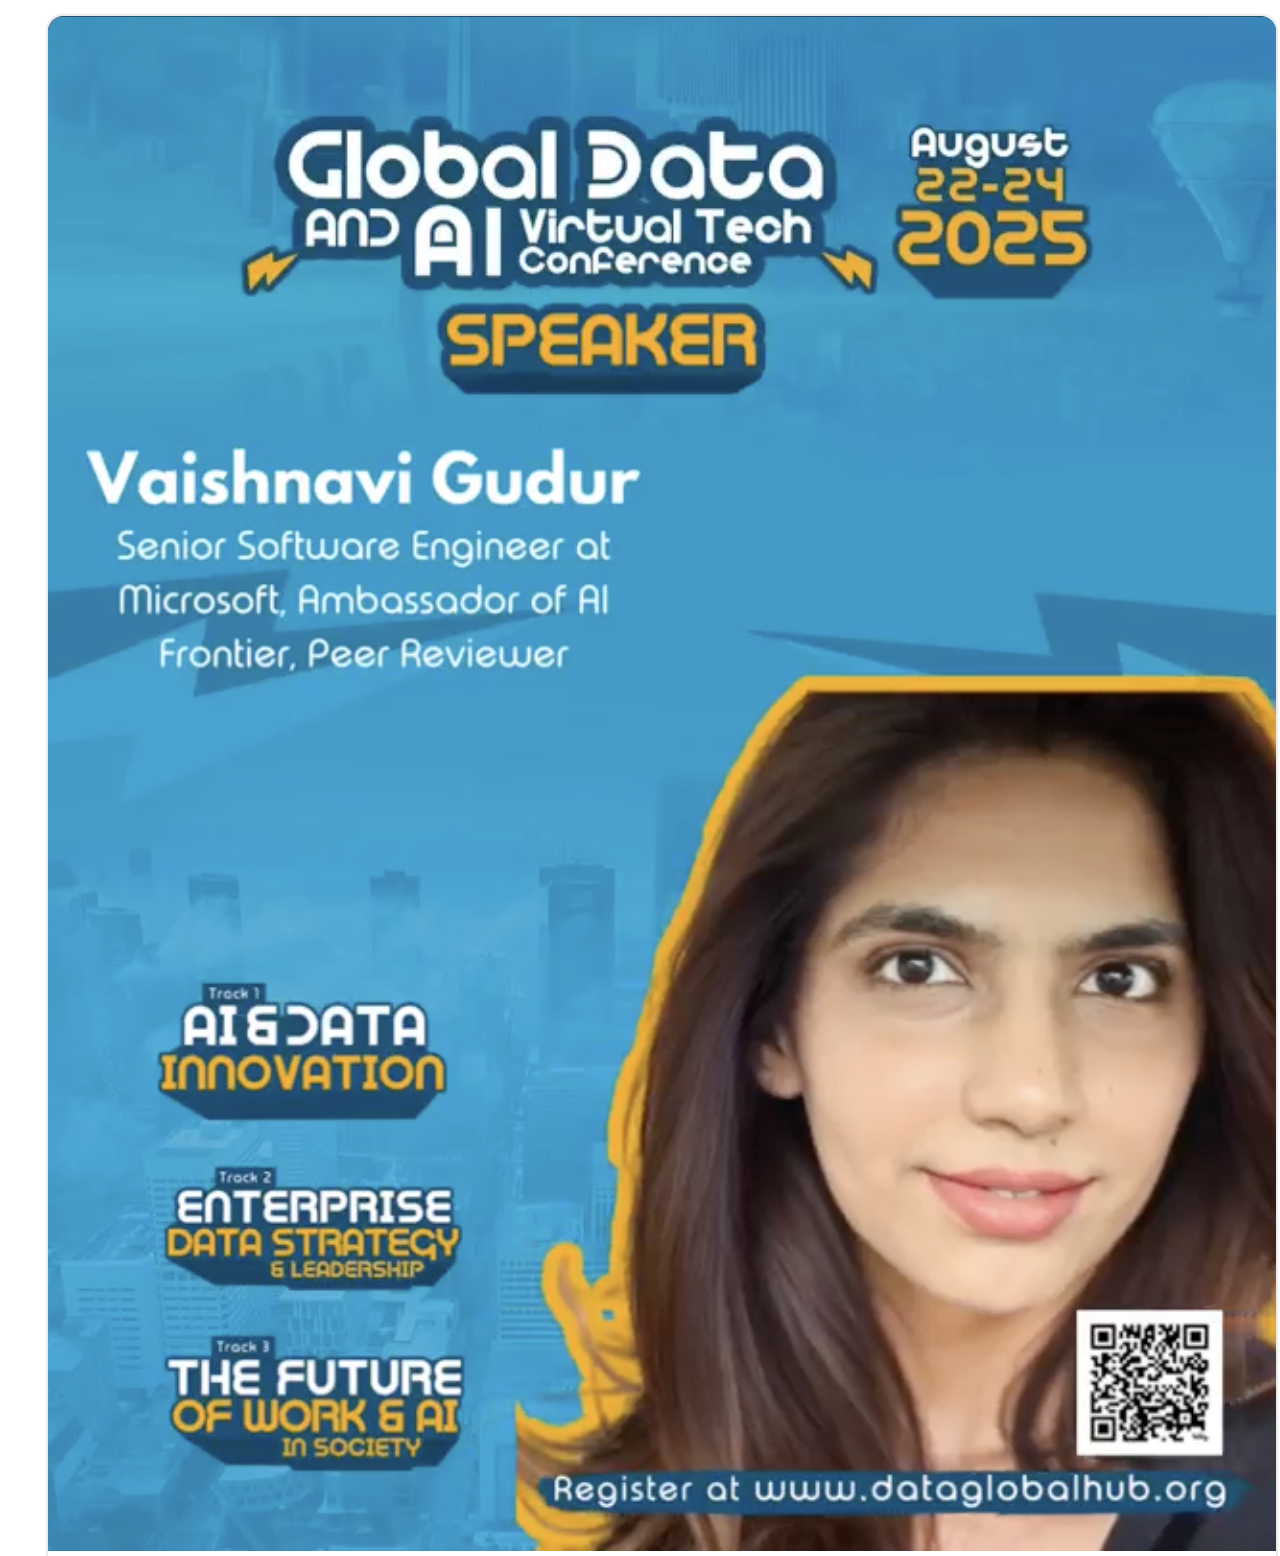 Global Data
AND AI Virtual Tech
Conference
August
22-24
2025
SPEAKER
Vaishnavi Gudur
Senior Software Engineer at
Microsoft, Ambassador of AI
Frontier, Peer Reviewer
Track 1
AI & DATA
INNOVATION
Track 2
ENTERPRISE
DATA STRATEGY
& LEADERSHIP
Track 3
THE FUTURE
OF WORK & AI
IN SOCIETY
Register at www.dataglobalhub.org